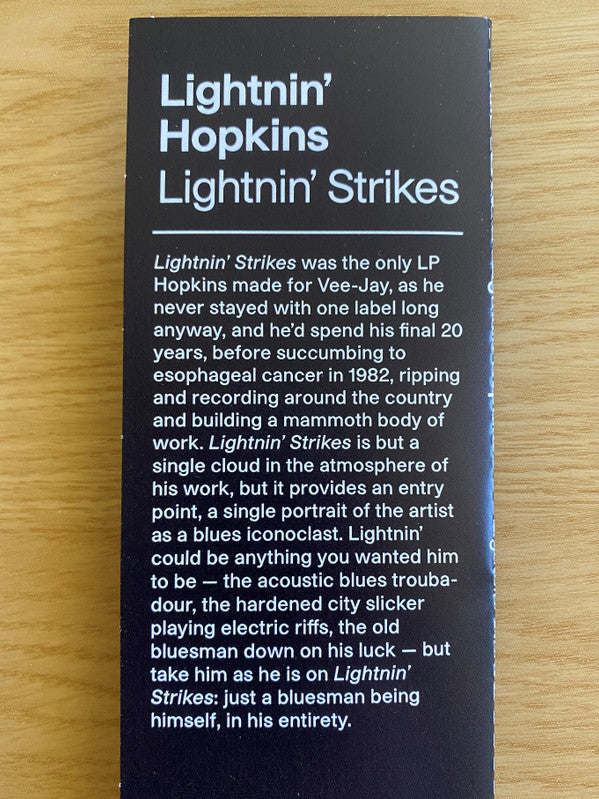 Lightnin’
Hopkins
Lightnin’ Strikes
Lightnin’ Strikes was the only LP
Hopkins made for Vee-Jay, as he
never stayed with one label long
anyway, and he’d spend his final 20
years, before succumbing to
esophageal cancer in 1982, ripping
and recording around the country
and building a mammoth body of
work. Lightnin’ Strikes is but a
single cloud in the atmosphere of
his work, but it provides an entry
point, a single portrait of the artist
as a blues iconoclast. Lightnin’
could be anything you wanted him
to be — the acoustic blues trouba-
dour, the hardened city slicker
playing electric riffs, the old
bluesman down on his luck — but
take him as he is on Lightnin’
Strikes: just a bluesman being
himself, in his entirety.